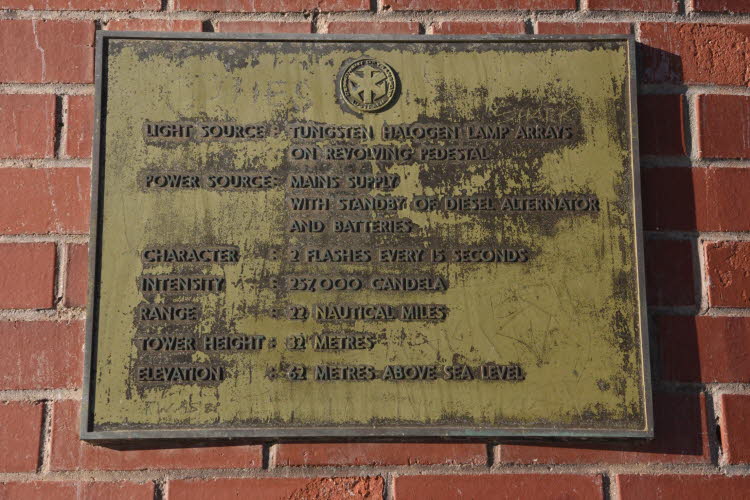 LIGHT SOURCE : TUNGSTEN HALOGEN LAMP ARRAYS
ON REVOLVING PEDESTAL
POWER SOURCE : MAINS SUPPLY
WITH STANDBY OF DIESEL ALTERNATOR
AND BATTERIES
CHARACTER : 2 FLASHES EVERY 15 SECONDS
INTENSITY : 257,000 CANDELA
RANGE : 22 NAUTICAL MILES
TOWER HEIGHT : 32 METRES
ELEVATION : 62 METRES ABOVE SEA LEVEL